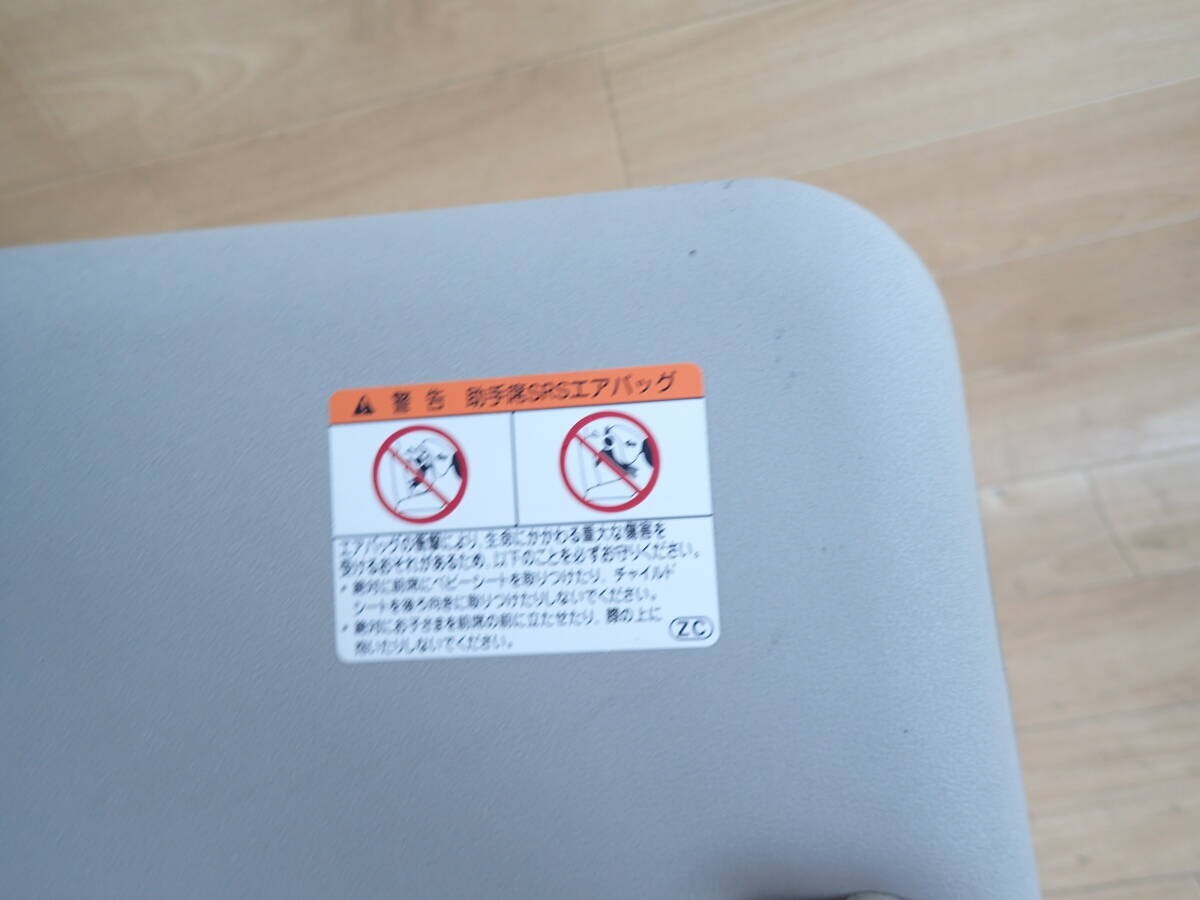 警告 助手席SRSエアバッグ
エアバッグの衝撃により、生命にかかわる重大な傷害を
受けるおそれがあるため、以下のことを必ずお守りください。
・絶対に前席にベビーシートを取りつけたり、チャイルド
シートを後ろ向きに取りつけたりしないでください。
・絶対にお子さまを前席の前に立たせたり、膝の上に
抱いたりしないでください。
ZC